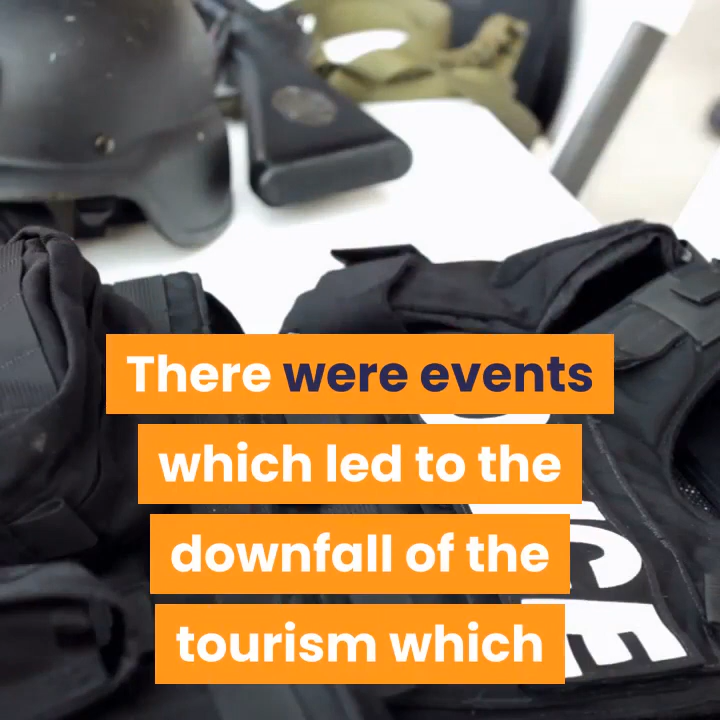 There were events
which led to the
downfall of the
tourism which